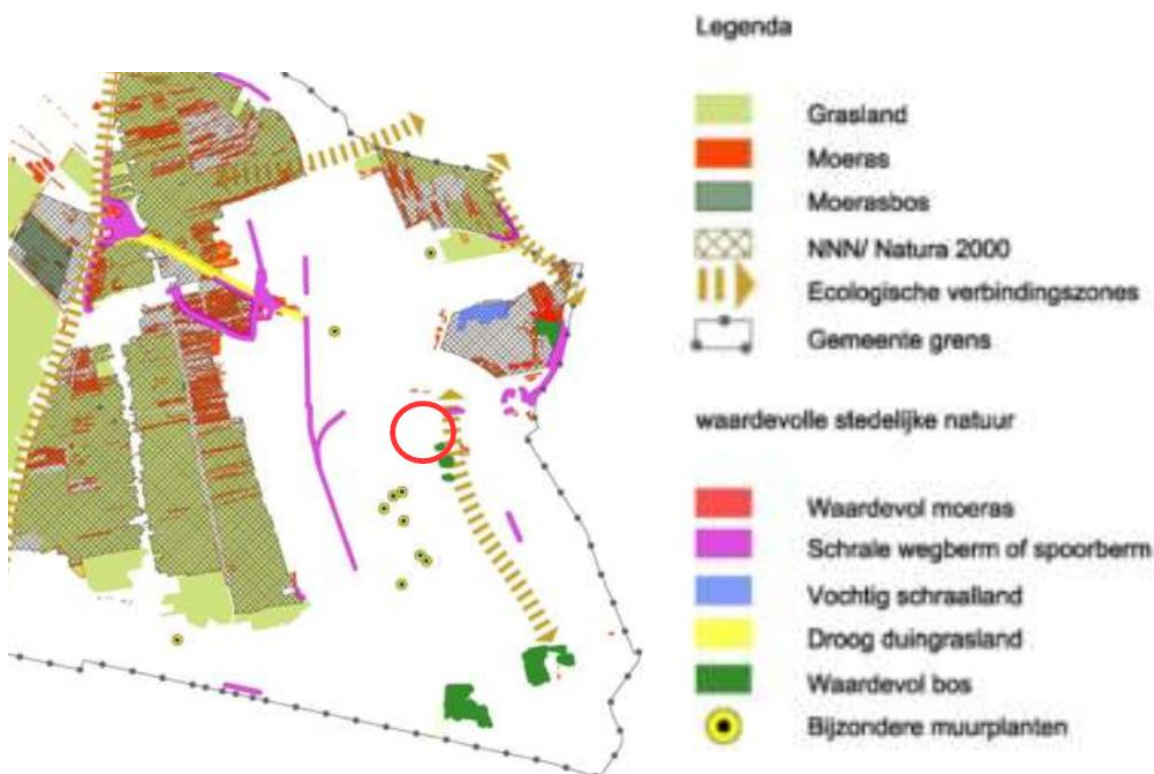 Legenda
Grasland
Moeras
Moerasbos
NNN/ Natura 2000
Ecologische verbindingszones
Gemeente grens
waardevolle stedelijke natuur
Waardevol moeras
Schrale wegberm of spoorberm
Vochtig schraalland
Droog duingrasland
Waardevol bos
Bijzondere muurplanten